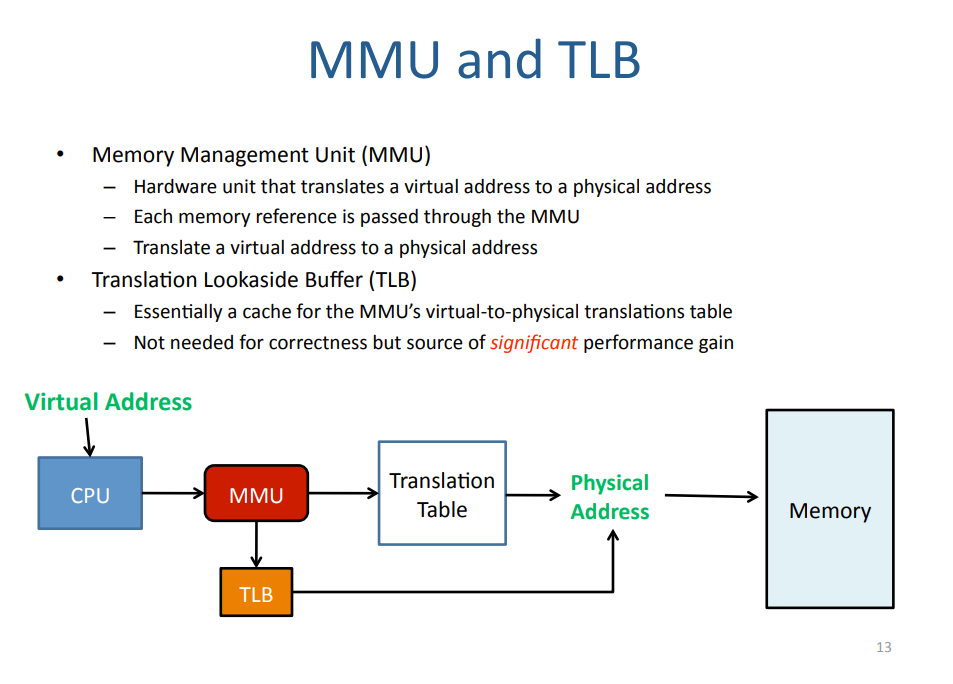 MMU and TLB
• Memory Management Unit (MMU)
– Hardware unit that translates a virtual address to a physical address
– Each memory reference is passed through the MMU
– Translate a virtual address to a physical address
• Translation Lookaside Buffer (TLB)
– Essentially a cache for the MMU's virtual-to-physical translations table
– Not needed for correctness but source of significant performance gain
Virtual Address
CPU
MMU
Translation
Table
Physical
Address
Memory
TLB
13